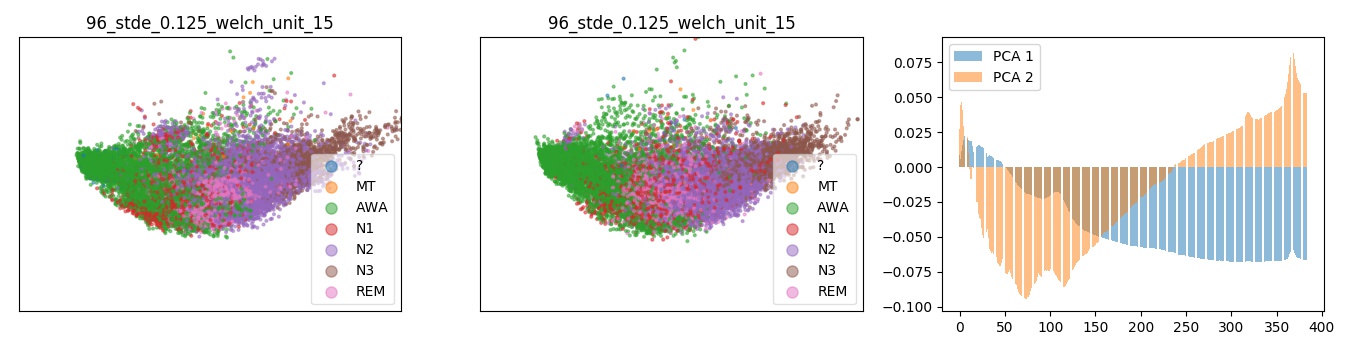 96_stde_0.125_welch_unit_15
?
MT
AWA
N1
N2
N3
REM
96_stde_0.125_welch_unit_15
?
MT
AWA
N1
N2
N3
REM
PCA 1
PCA 2
0.075
0.050
0.025
0.000
−0.025
−0.050
−0.075
−0.100
0 50 100 150 200 250 300 350 400